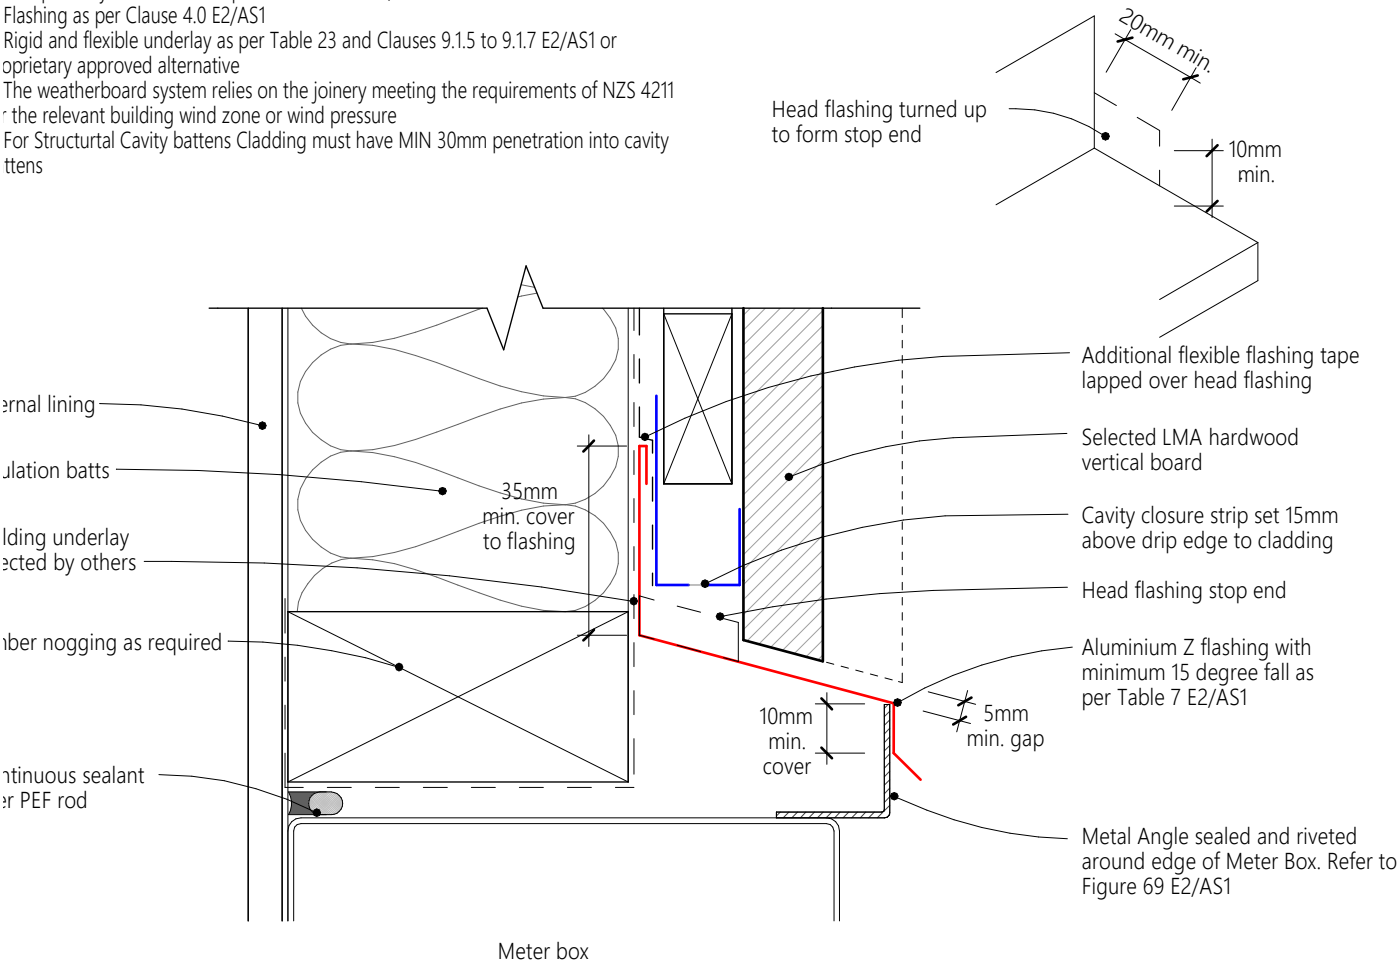 Flashing as per Clause 4.0 E2/AS1
Rigid and flexible underlay as per Table 23 and Clauses 9.1.5 to 9.1.7 E2/AS1 or
oprietary approved alternative
The weatherboard system relies on the joinery meeting the requirements of NZS 4211
r the relevant building wind zone or wind pressure
For Structurtal Cavity battens Cladding must have MIN 30mm penetration into cavity
ttens
20mm min.
Head flashing turned up
to form stop end
10mm
min.
Additional flexible flashing tape
lapped over head flashing
ernal lining
Selected LMA hardwood
vertical board
ulation batts
35mm
min. cover
to flashing
Cavity closure strip set 15mm
above drip edge to cladding
ilding underlay
ected by others
Head flashing stop end
ber nogging as required
Aluminium Z flashing with
minimum 15 degree fall as
per Table 7 E2/AS1
10mm
min.
cover
5mm
min. gap
ntinuous sealant
er PEF rod
Metal Angle sealed and riveted
around edge of Meter Box. Refer to
Figure 69 E2/AS1
Meter box